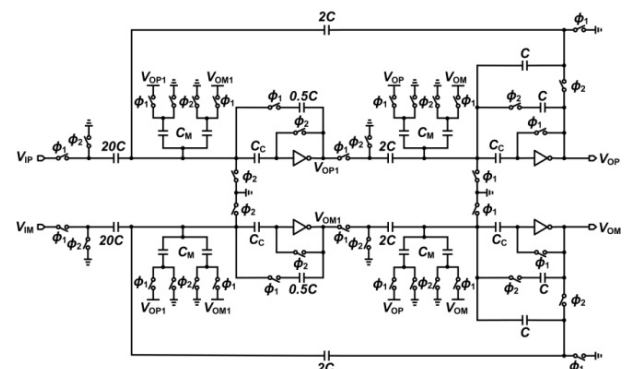 2C
ϕ1
C
VOP1 VOM1 VOP VOM
ϕ1 0.5C ϕ2 C ϕ2
ϕ1 ϕ2 ϕ2 ϕ1 ϕ2 ϕ1 ϕ2 ϕ2 ϕ1 ϕ1
VIP ϕ1 ϕ2 20C CM CC VOP1 ϕ1 ϕ2 2C CM CC VOP
ϕ2 ϕ1
ϕ2 ϕ1
VIM ϕ1 ϕ2 20C CM CC VOM1 ϕ1 ϕ2 2C CM CC VOM
ϕ1 ϕ2 ϕ2 ϕ1 ϕ2 ϕ1 ϕ2 ϕ2 ϕ1 ϕ1
ϕ1 0.5C ϕ2 C ϕ2
VOP1 VOM1 VOP VOM
C
2C ϕ1